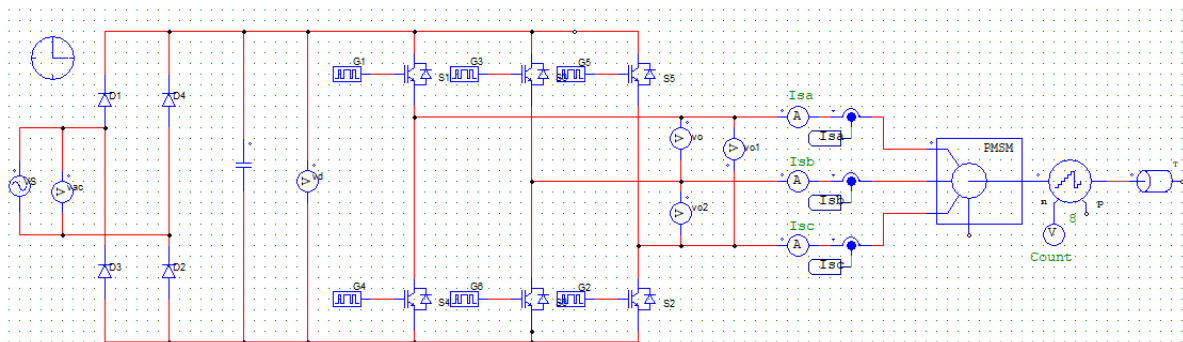 G1
G3
G5
S1
S5
D1
D4
Isa
A
Isa
V
vo
V
vo1
PMSM
VS
V
vac
V
vd
Isb
A
Isb
T
n
p
8
V
vo2
V
Count
Isc
A
Isc
D3
D2
G4
G6
G2
S4
S2